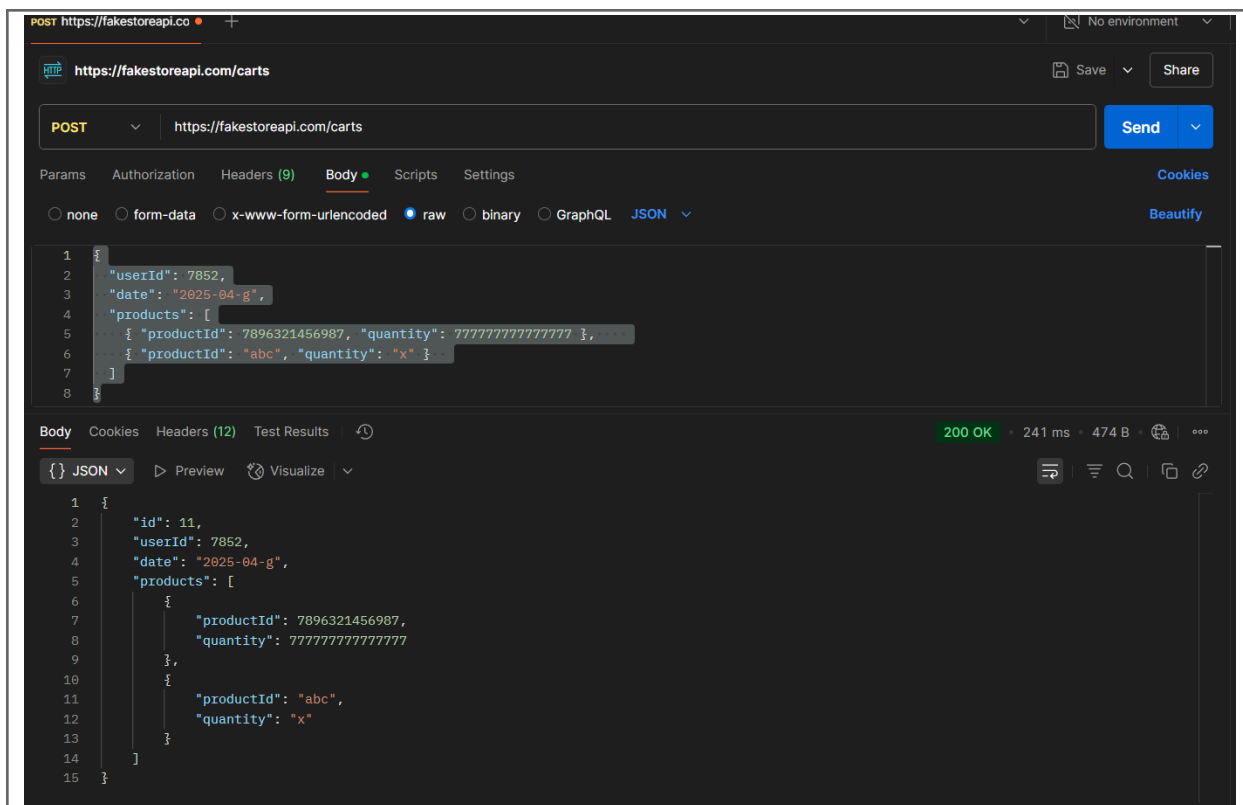 POST https://fakestoreapi.co
No environment
HTTP https://fakestoreapi.com/carts Save Share
POST https://fakestoreapi.com/carts Send
Params Authorization Headers (9) Body Scripts Settings Cookies
none form-data x-www-form-urlencoded raw binary GraphQL JSON Beautify
1 {
2 "userId": 7852,
3 "date": "2025-04-g",
4 "products": [
5 { "productId": 7896321456987, "quantity": 777777777777777 },
6 { "productId": "abc", "quantity": "x" }
7 ]
8 }
Body Cookies Headers (12) Test Results 200 OK 241 ms 474 B
{} JSON Preview Visualize
1 {
2 "id": 11,
3 "userId": 7852,
4 "date": "2025-04-g",
5 "products": [
6 {
7 "productId": 7896321456987,
8 "quantity": 777777777777777
9 },
10 {
11 "productId": "abc",
12 "quantity": "x"
13 }
14 ]
15 }